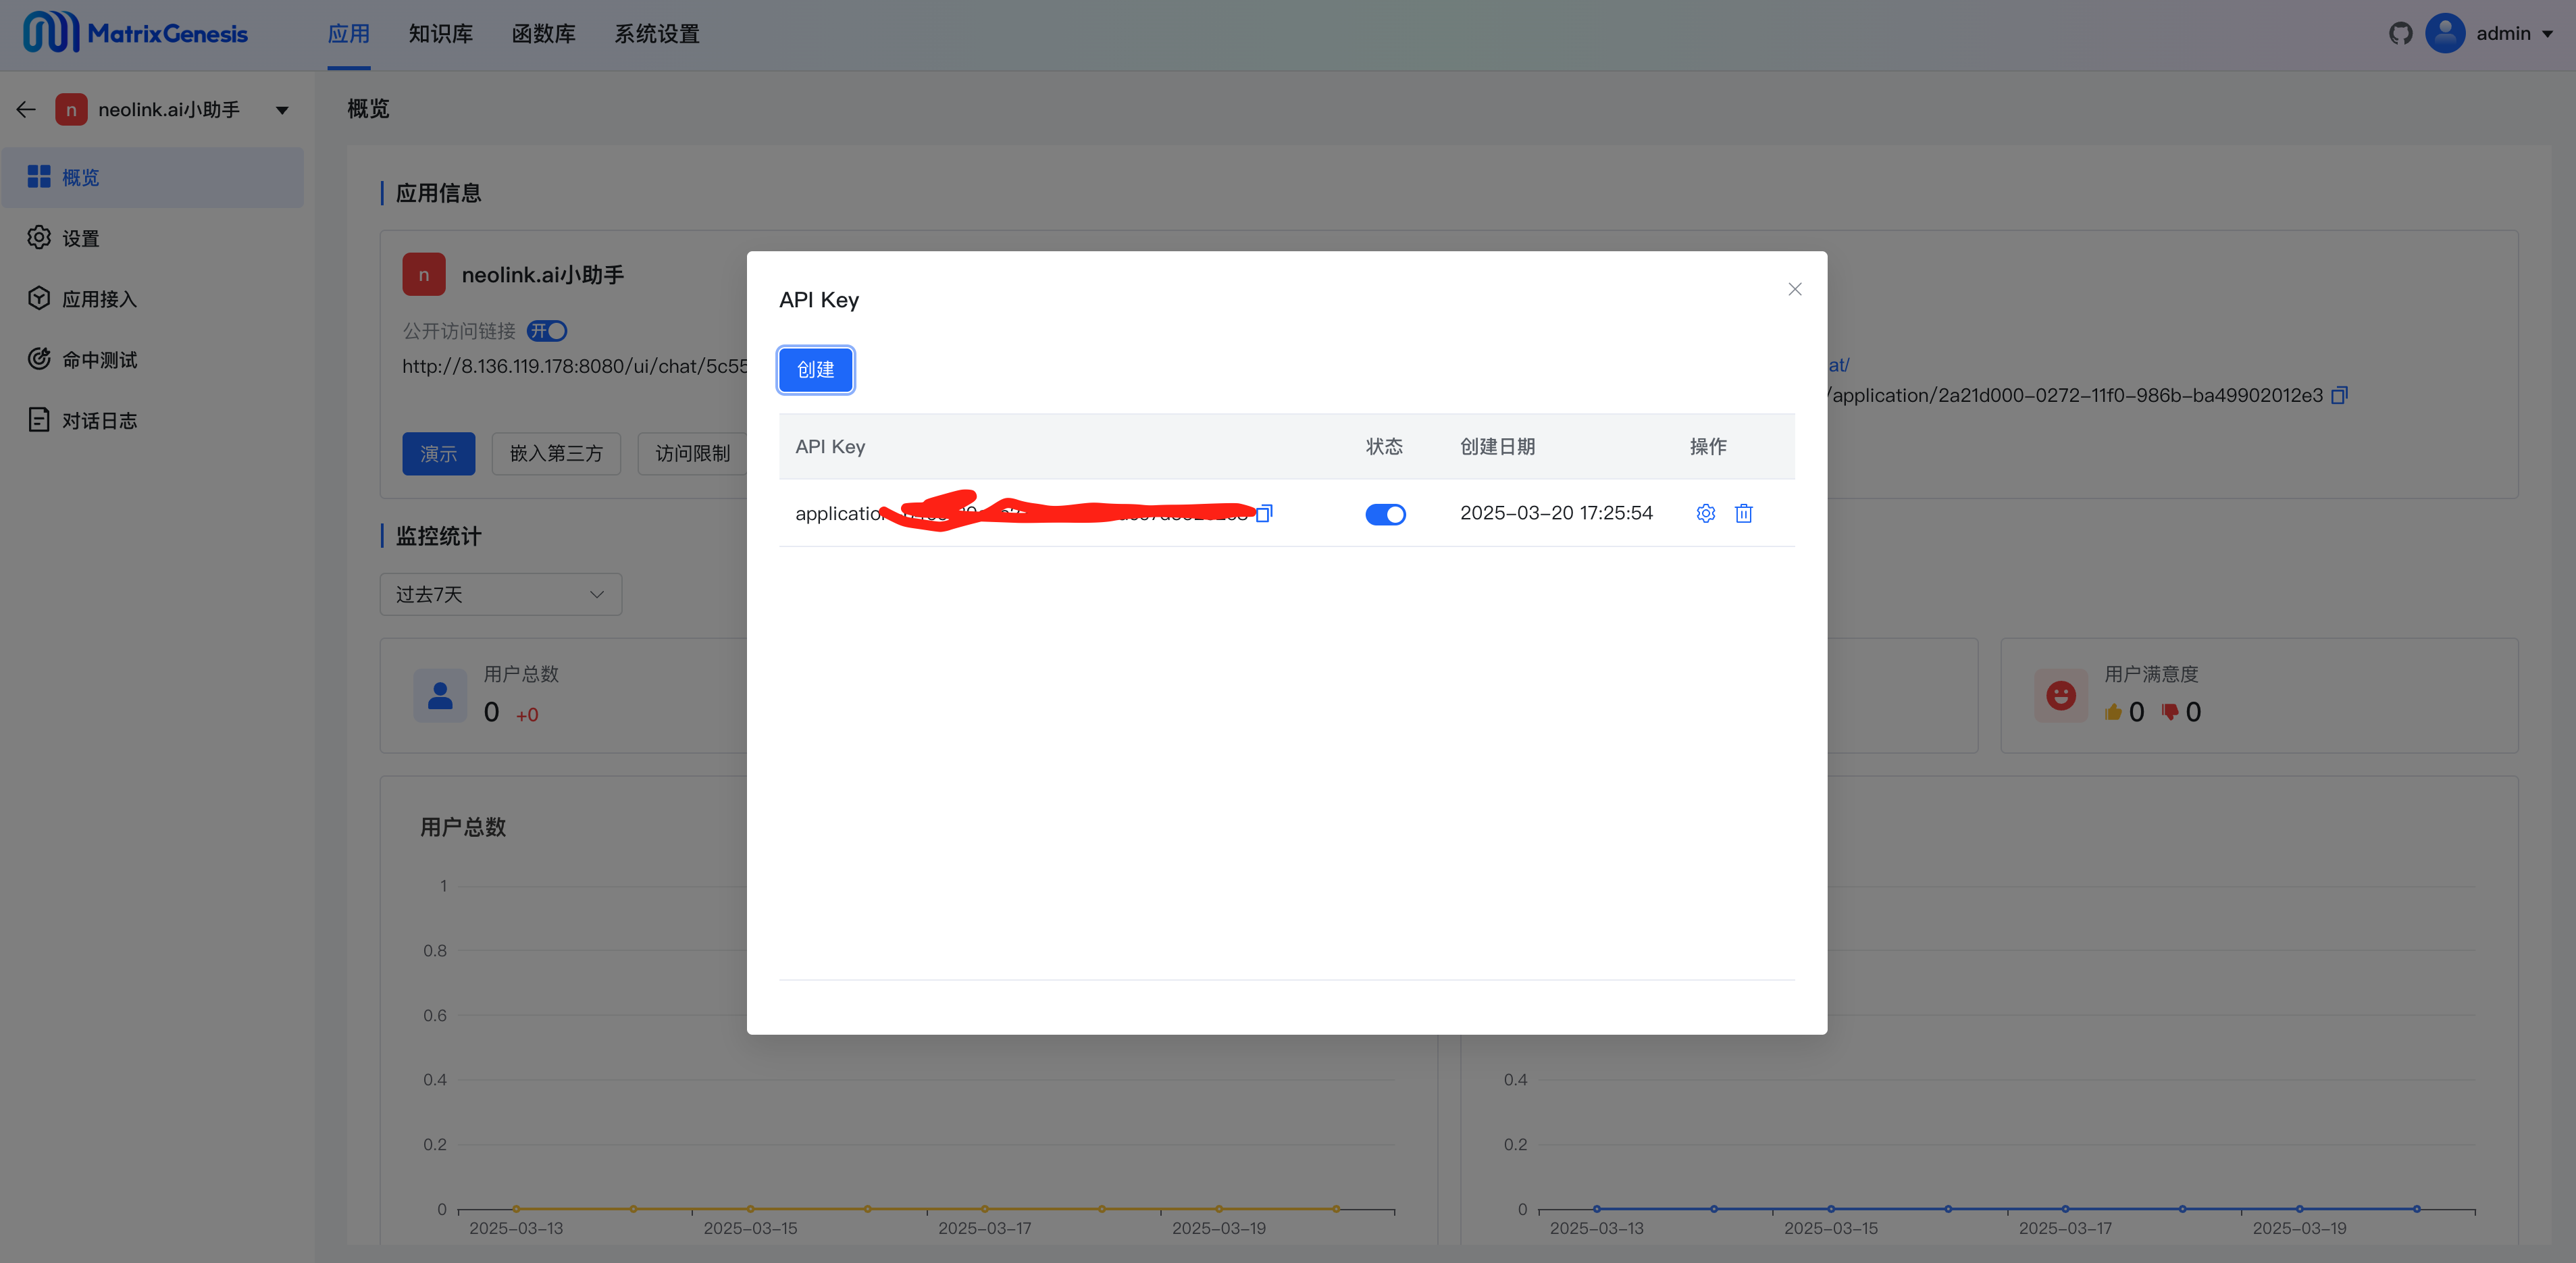 MatrixGenesis
应用 知识库 函数库 系统设置
admin
n neolink.ai小助手
概览
设置
应用接入
命中测试
对话日志
概览
应用信息
n neolink.ai小助手
公开访问链接 开
http://8.136.119.178:8080/ui/chat/5c55
演示 嵌入第三方 访问限制
at/
/application/2a21d000-0272-11f0-986b-ba49902012e3
API Key
创建
API Key 状态 创建日期 操作
2025-03-20 17:25:54
监控统计
过去7天
用户总数
0 +0
用户满意度
0 0
用户总数
1
0.8
0.6
0.4
0.2
0
2025-03-13 2025-03-15 2025-03-17 2025-03-19
0.4
0.2
0
2025-03-13 2025-03-15 2025-03-17 2025-03-19